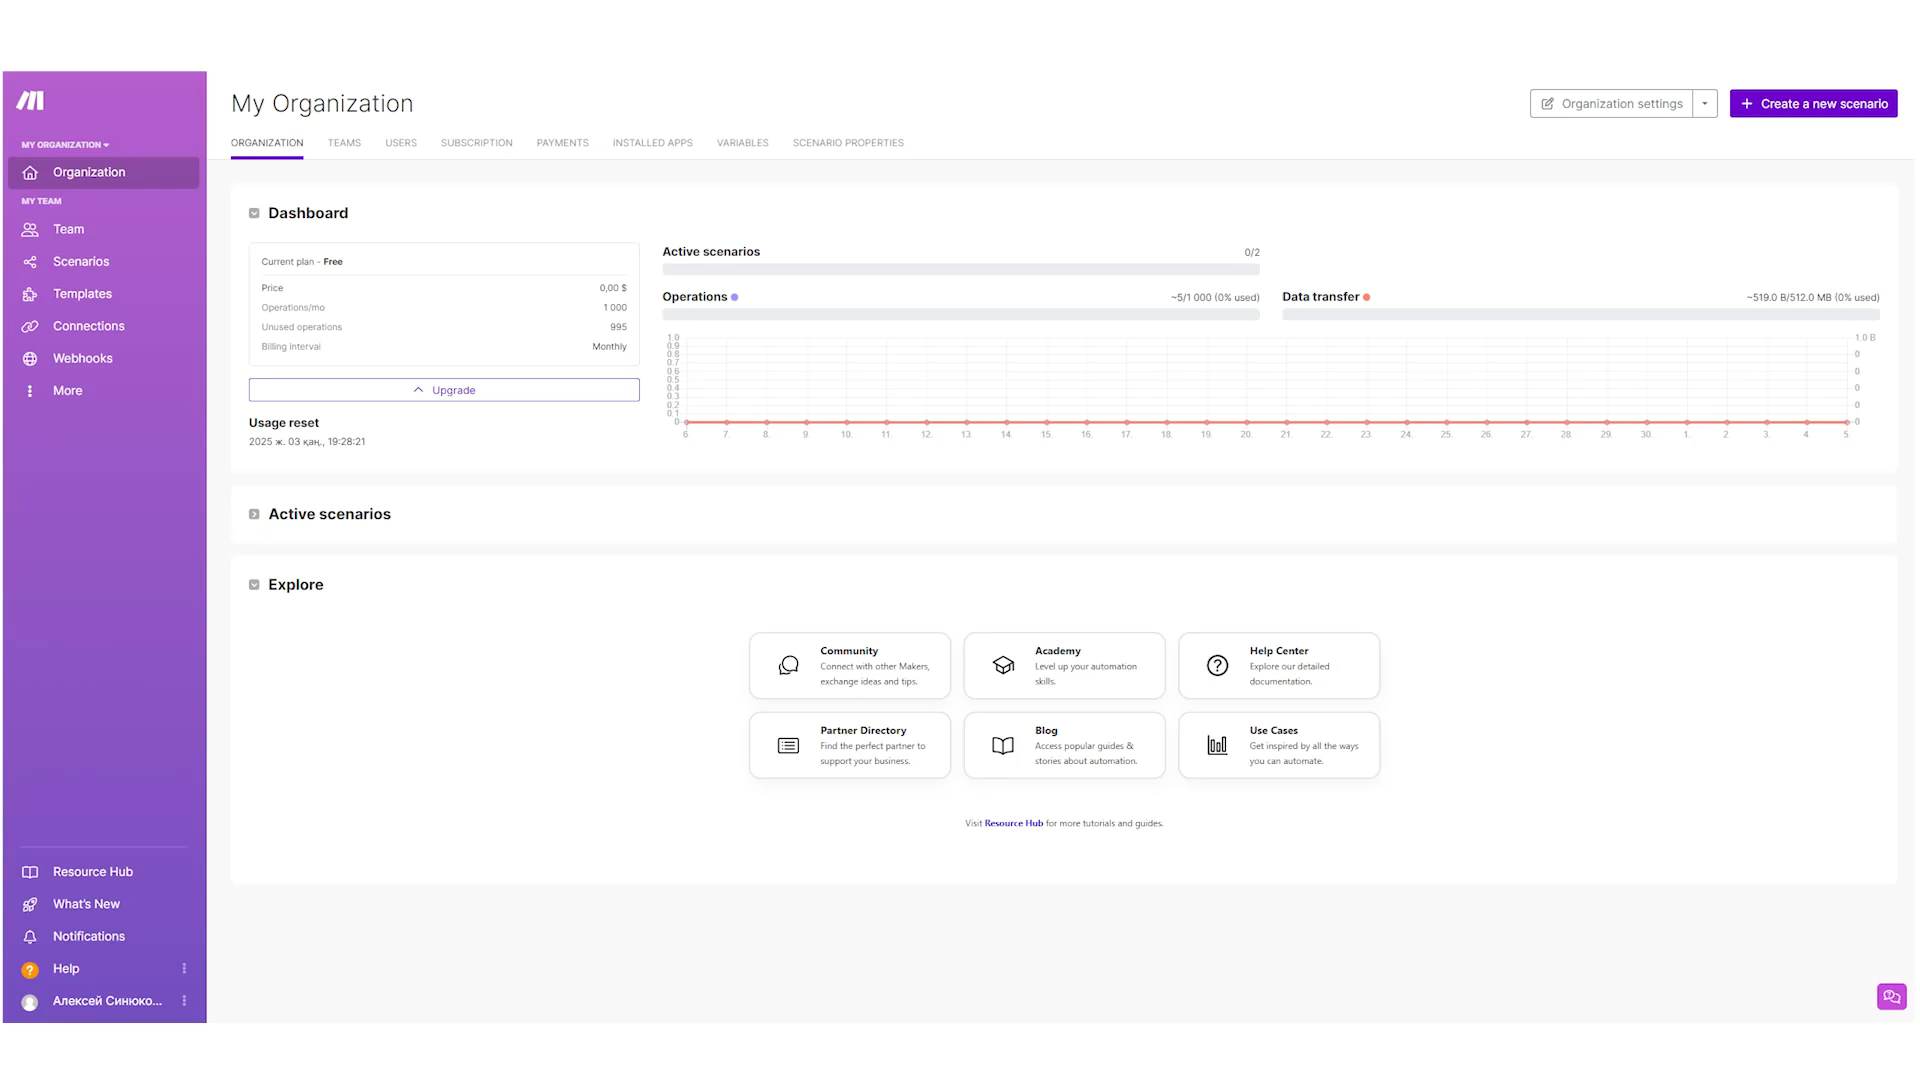 My Organization
Organization settings
Create a new scenario
MY ORGANIZATION
ORGANIZATION TEAMS USERS SUBSCRIPTION PAYMENTS INSTALLED APPS VARIABLES SCENARIO PROPERTIES
Organization
MY TEAM
Team
Scenarios
Templates
Connections
Webhooks
More
Dashboard
Current plan - Free
Price 0,00 $
Operations/mo 1 000
Unused operations 995
Billing interval Monthly
Upgrade
Usage reset
2025 ж. 03 қаң., 19:28:21
Active scenarios 0/2
Operations ~5/1 000 (0% used)
Data transfer ~519.0 B/512.0 MB (0% used)
1.0 1.0 B
0.9
0.8 0
0.7
0.6 0
0.5
0.4 0
0.3
0.2 0
0.1
0 0
6. 7. 8. 9. 10. 11. 12. 13. 14. 15. 16. 17. 18. 19. 20. 21. 22. 23. 24. 25. 26. 27. 28. 29. 30. 1. 2. 3. 4. 5.
Active scenarios
Explore
Community
Connect with other Makers,
exchange ideas and tips.
Academy
Level up your automation
skills.
Help Center
Explore our detailed
documentation.
Partner Directory
Find the perfect partner to
support your business.
Blog
Access popular guides &
stories about automation.
Use Cases
Get inspired by all the ways
you can automate.
Visit Resource Hub for more tutorials and guides.
Resource Hub
What's New
Notifications
Help
Алексей Синюко...